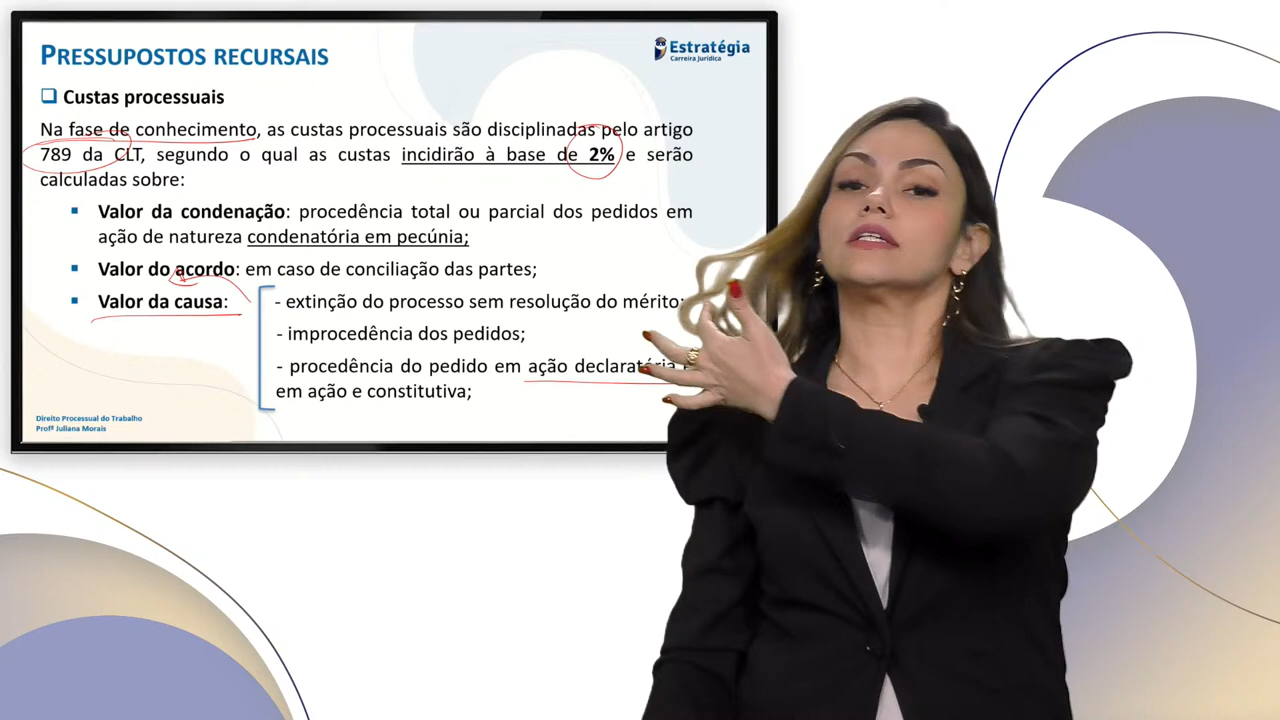 PRESSUPOSTOS RECURSAIS
Estratégia
Carreira Jurídica
Custas processuais
Na fase de conhecimento, as custas processuais são disciplinadas pelo artigo
789 da CLT, segundo o qual as custas incidirão à base de 2% e serão
calculadas sobre:
Valor da condenação: procedência total ou parcial dos pedidos em
ação de natureza condenatória em pecúnia;
Valor do acordo: em caso de conciliação das partes;
Valor da causa: - extinção do processo sem resolução do mérito;
- improcedência dos pedidos;
- procedência do pedido em ação declaratória
em ação e constitutiva;
Direito Processual do Trabalho
Profª Juliana Morais